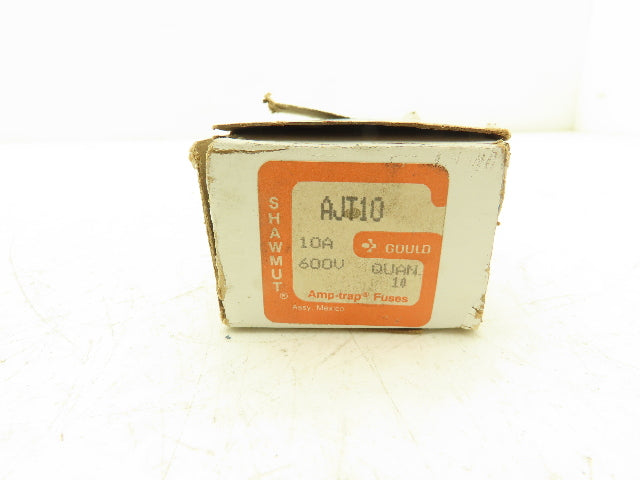 SHAWMUT®
AJT10
10A
GOULD
600V QUAN.
10
Amp-trap® Fuses
Assy. Mexico